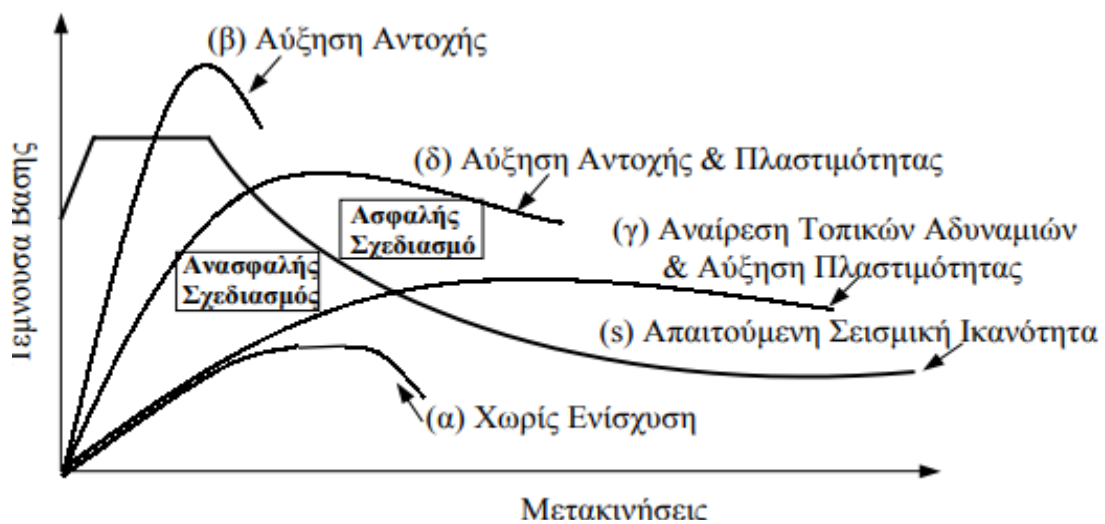 (β) Αύξηση Αντοχής
(δ) Αύξηση Αντοχής & Πλαστιμότητας
Ασφαλής
Σχεδιασμό
(γ) Αναίρεση Τοπικών Αδυναμιών
& Αύξηση Πλαστιμότητας
Ανασφαλής
Σχεδιασμός
(s) Απαιτούμενη Σεισμική Ικανότητα
(α) Χωρίς Ενίσχυση
Τέμνουσα Βάσης
Μετακινήσεις